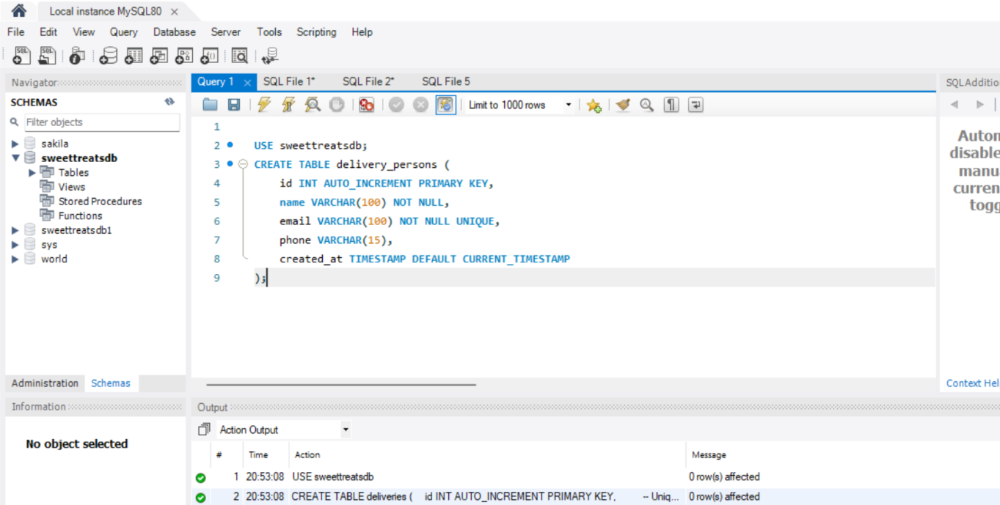 Local instance MySQL80
File Edit View Query Database Server Tools Scripting Help
Navigator
SCHEMAS
Filter objects
sakila
sweettreatsdb
Tables
Views
Stored Procedures
Functions
sweettreatsdb1
sys
world
Administration Schemas
Information
No object selected
Query 1 SQL File 1* SQL File 2* SQL File 5
Limit to 1000 rows
1
2 USE sweettreatsdb;
3 CREATE TABLE delivery_persons (
4 id INT AUTO_INCREMENT PRIMARY KEY,
5 name VARCHAR(100) NOT NULL,
6 email VARCHAR(100) NOT NULL UNIQUE,
7 phone VARCHAR(15),
8 created_at TIMESTAMP DEFAULT CURRENT_TIMESTAMP
9 );
Output
Action Output
# Time Action Message
1 20:53:08 USE sweettreatsdb 0 row(s) affected
2 20:53:08 CREATE TABLE deliveries ( id INT AUTO_INCREMENT PRIMARY KEY, -- Uniq... 0 row(s) affected
SQLAdditio
Auton
disable
manu
curren
togg
Context Hel